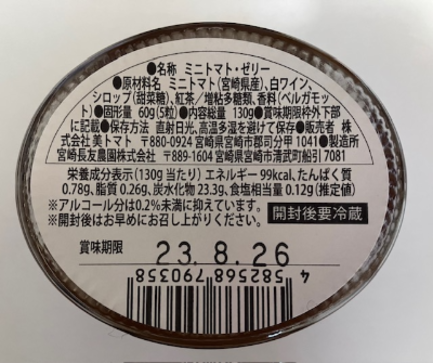 ●名称 ミニトマト・ゼリー
●原材料名 ミニトマト(宮崎県産)、白ワイン、
シロップ(甜菜糖)、紅茶／増粘多糖類、香料(ベルガモッ
ト)●固形量 60g(5粒)●内容総量 130g●賞味期限枠外下部
に記載●保存方法 直射日光、高温多湿を避けて保存●販売者 株
式会社 美トマト 〒880-0924 宮崎県宮崎市郡司分甲1041●製造所
宮崎長友農園株式会社 〒889-1604 宮崎県宮崎市清武町船引7081
栄養成分表示(130g当たり) エネルギー99kcal、たんぱく質
0.78g、脂質0.26g、炭水化物23.3g、食塩相当量0.12g(推定値)
※アルコール分は0.2%未満に抑えています。
※開封後はお早めにお召し上がりください。 開封後要冷蔵
賞味期限 23.8.26
4582568790358